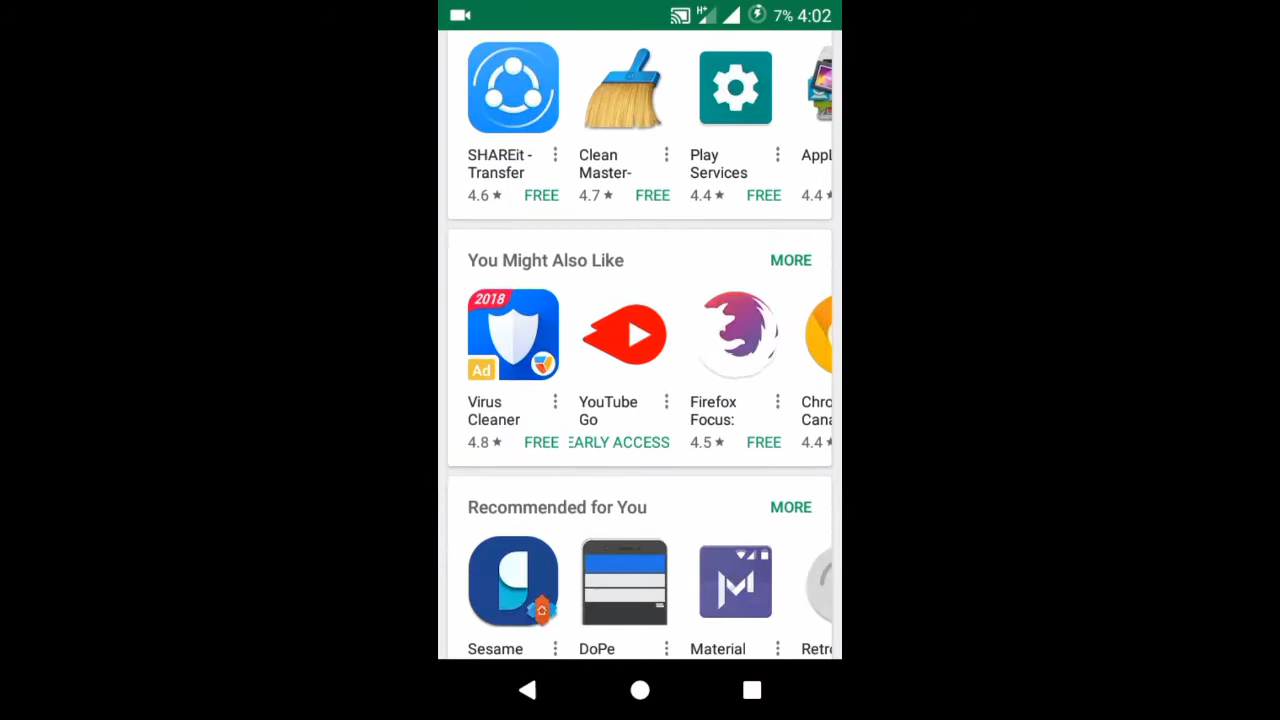 H+ 7% 4:02
SHAREit - Clean Play AppL
Transfer Master- Services
4.6★ FREE 4.7★ FREE 4.4★ FREE 4.4★
You Might Also Like MORE
2018
Ad
Virus YouTube Firefox Chro
Cleaner Go Focus: Cana
4.8★ FREE EARLY ACCESS 4.5★ FREE 4.4★
Recommended for You MORE
Sesame DoPe Material Retro